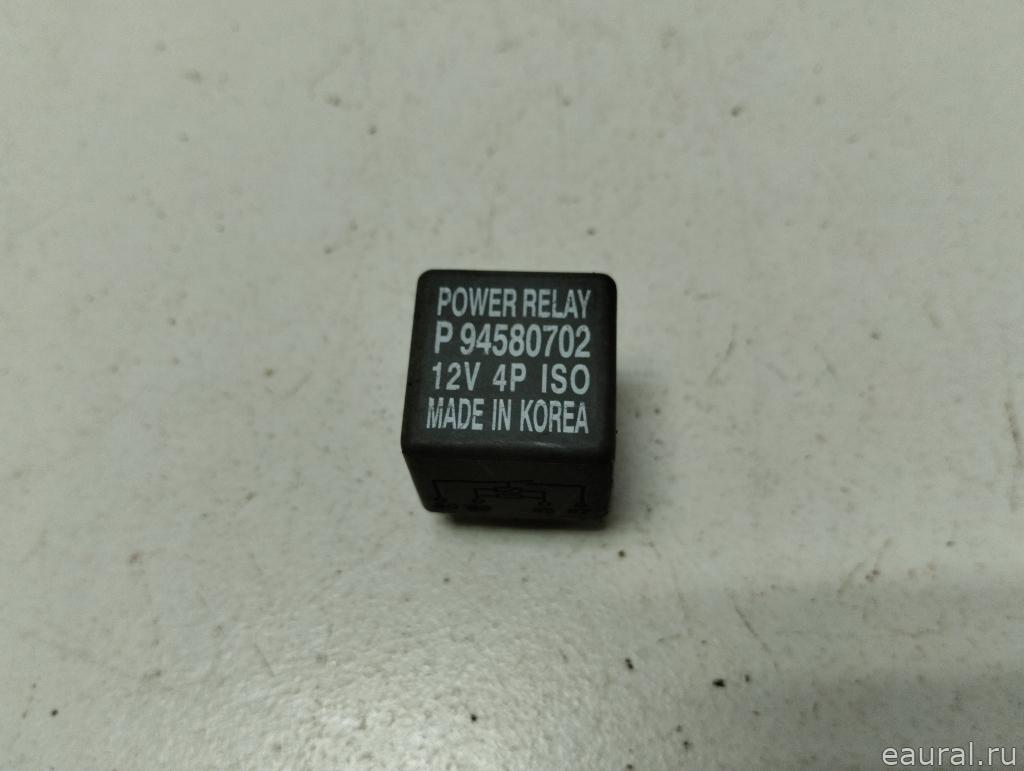 POWER RELAY
P 94580702
12V 4P ISO
MADE IN KOREA
eaural.ru